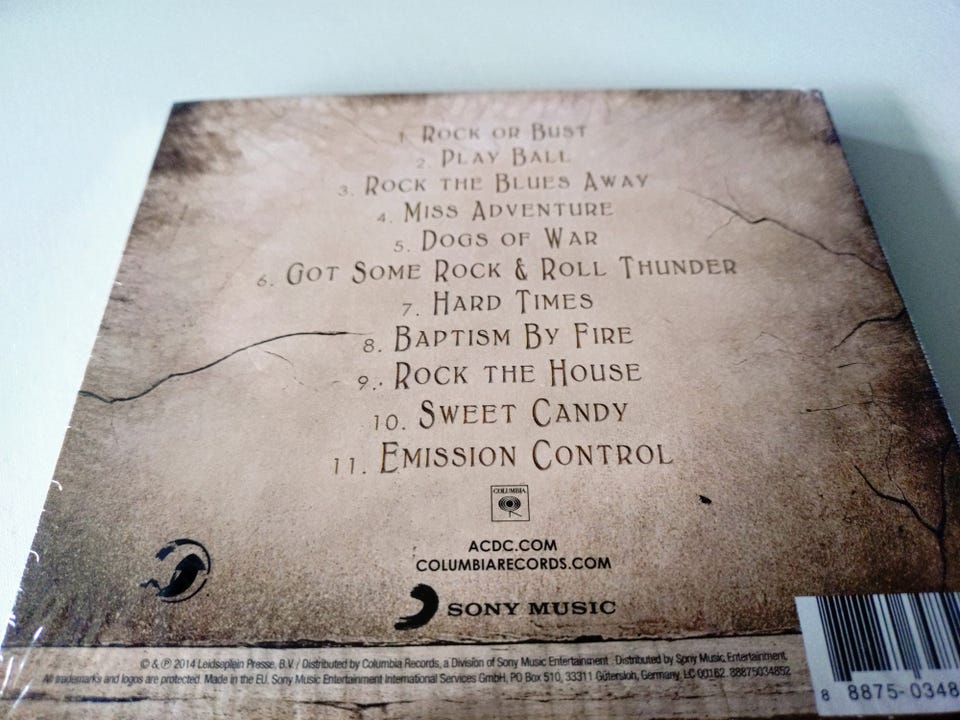 1. ROCK OR BUST
2. PLAY BALL
3. ROCK THE BLUES AWAY
4. MISS ADVENTURE
5. DOGS OF WAR
6. GOT SOME ROCK & ROLL THUNDER
7. HARD TIMES
8. BAPTISM BY FIRE
9. ROCK THE HOUSE
10. SWEET CANDY
11. EMISSION CONTROL
COLUMBIA
ACDC.COM
COLUMBIARECORDS.COM
SONY MUSIC
© & ℗ 2014 Leidseplein Presse, B.V. / Distributed by Columbia Records, a Division of Sony Music Entertainment. Distributed by Sony Music Entertainment.
All trademarks and logos are protected. Made in the EU. Sony Music Entertainment International Services GmbH, PO Box 510, 33311 Gütersloh, Germany. LC 00162. 88875034852
8 8875-0348